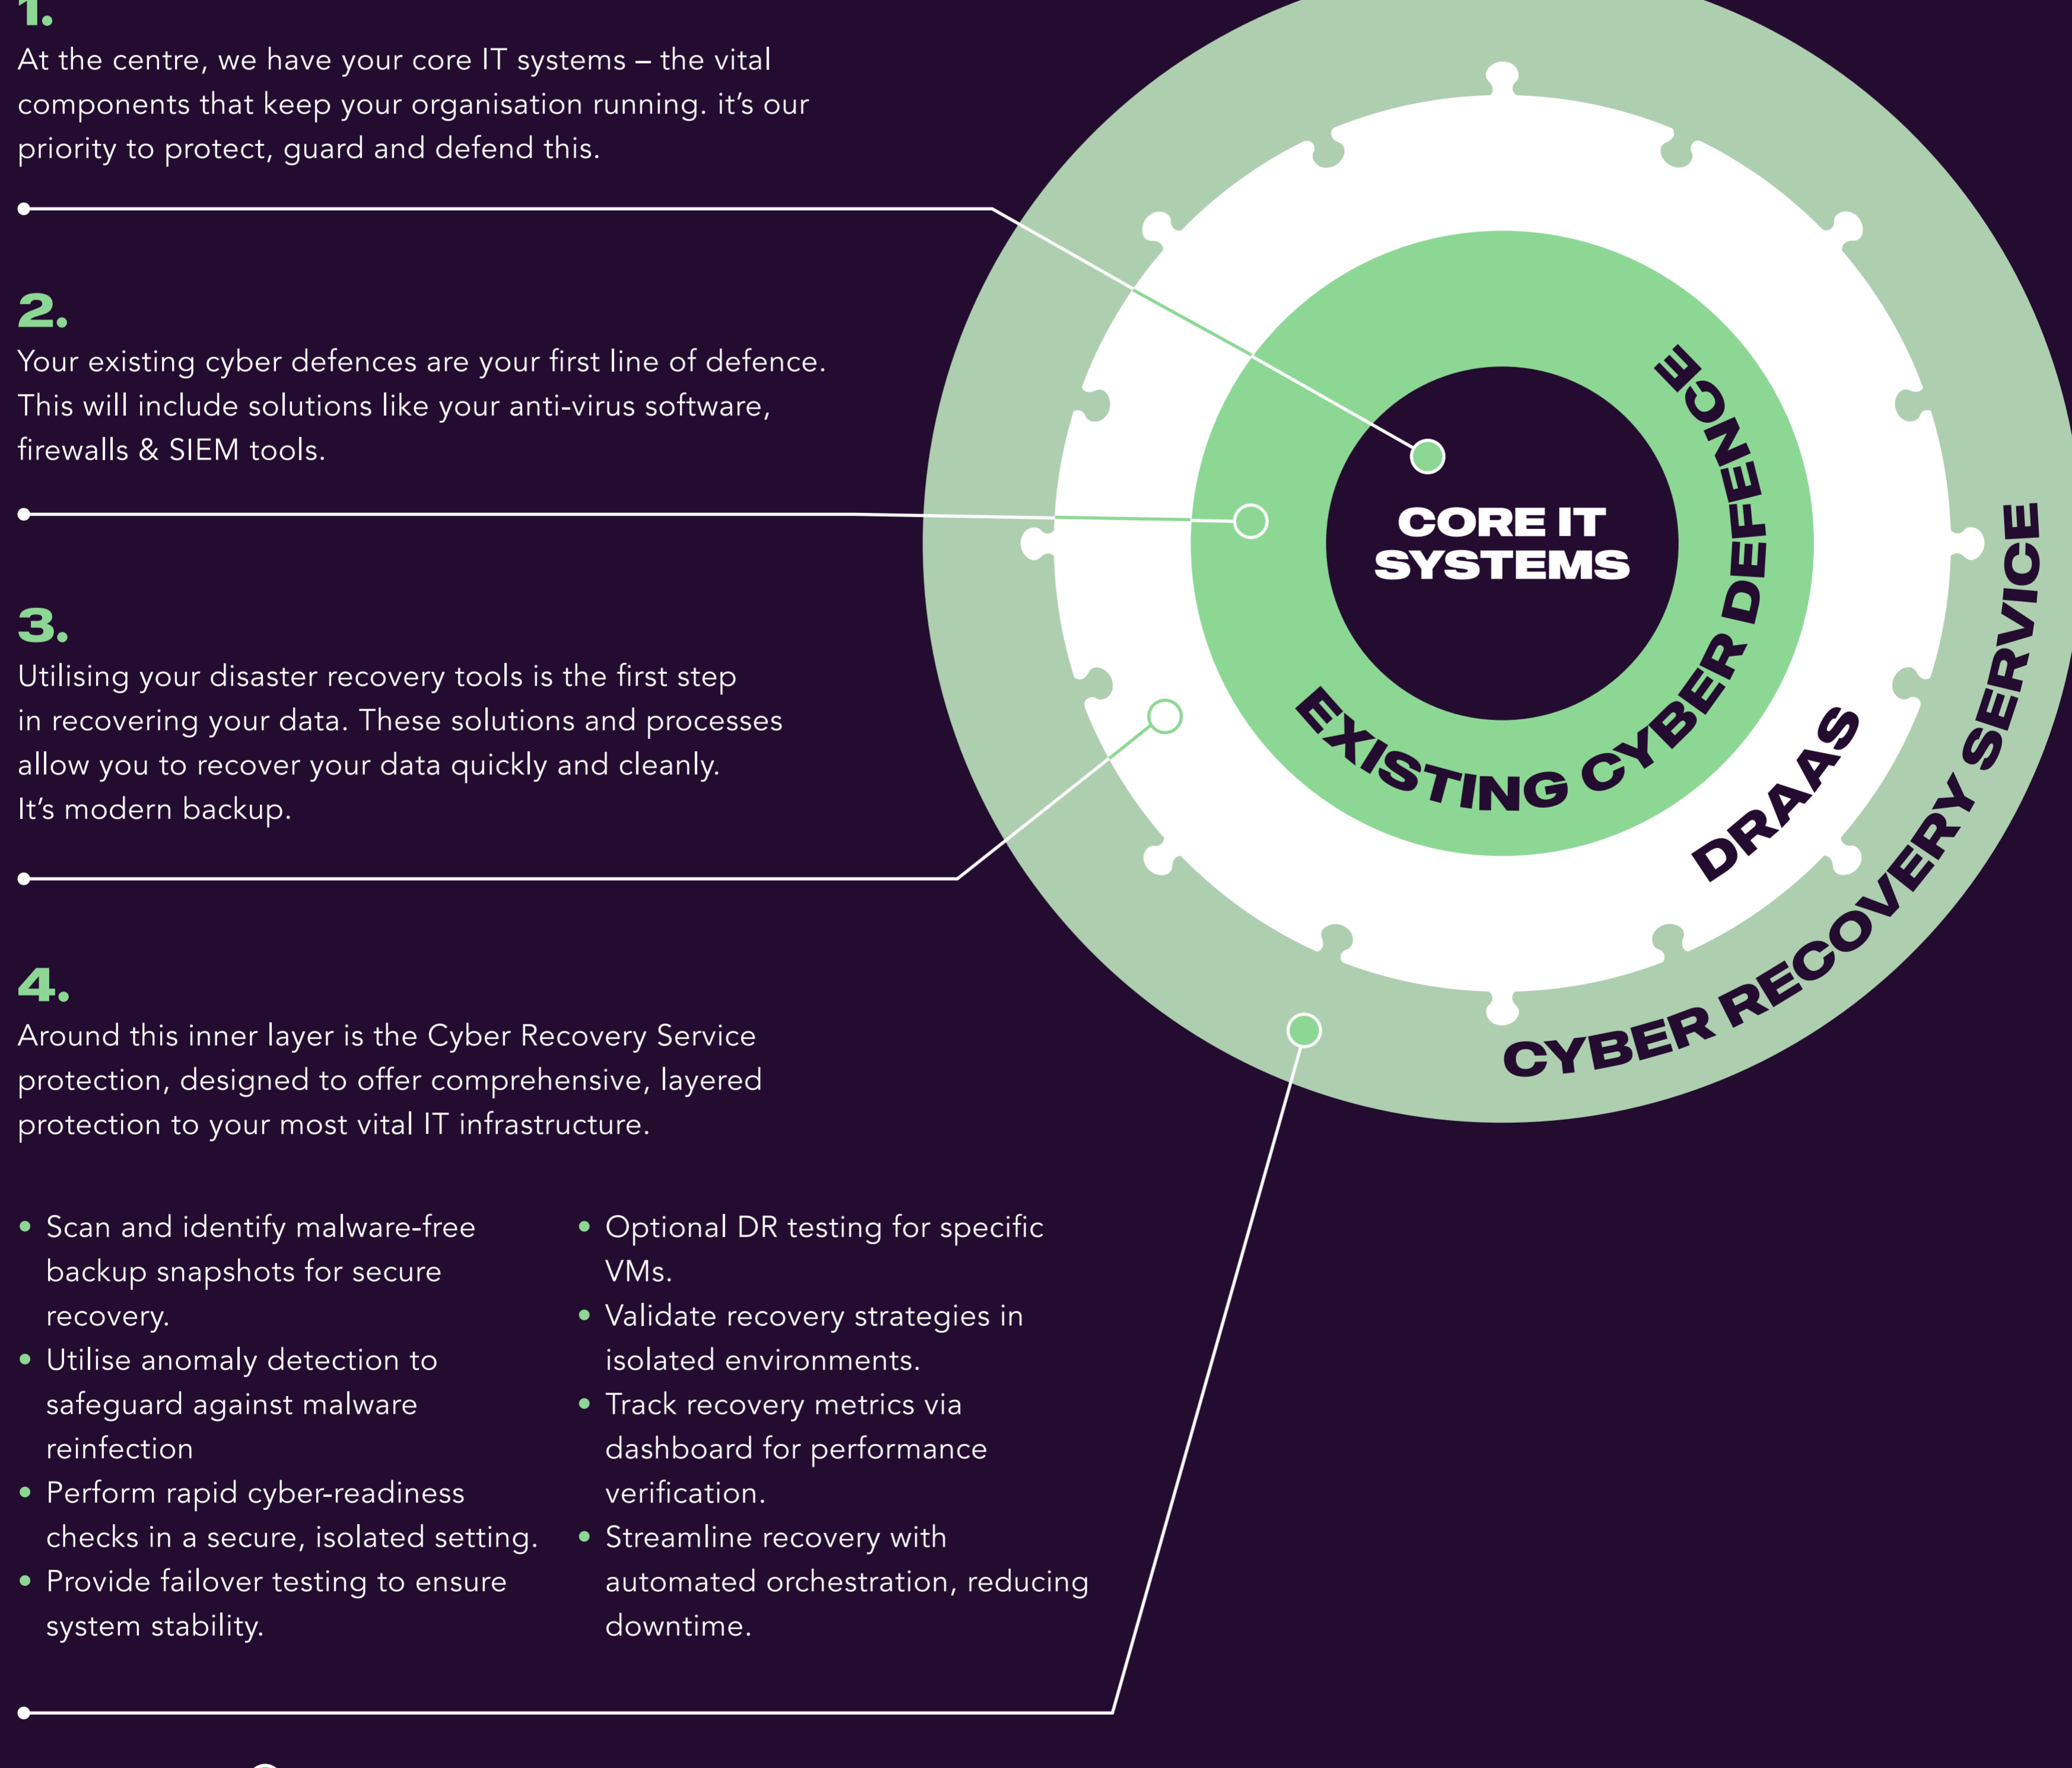 1.
At the centre, we have your core IT systems – the vital
components that keep your organisation running. it’s our
priority to protect, guard and defend this.
2.
Your existing cyber defences are your first line of defence.
This will include solutions like your anti-virus software,
firewalls & SIEM tools.
3.
Utilising your disaster recovery tools is the first step
in recovering your data. These solutions and processes
allow you to recover your data quickly and cleanly.
It’s modern backup.
4.
Around this inner layer is the Cyber Recovery Service
protection, designed to offer comprehensive, layered
protection to your most vital IT infrastructure.
• Scan and identify malware-free
backup snapshots for secure
recovery.
• Utilise anomaly detection to
safeguard against malware
reinfection
• Perform rapid cyber-readiness
checks in a secure, isolated setting.
• Provide failover testing to ensure
system stability.
• Optional DR testing for specific
VMs.
• Validate recovery strategies in
isolated environments.
• Track recovery metrics via
dashboard for performance
verification.
• Streamline recovery with
automated orchestration, reducing
downtime.
CORE IT
SYSTEMS
EXISTING CYBER DEFENCE
DRAAS
CYBER RECOVERY SERVICE